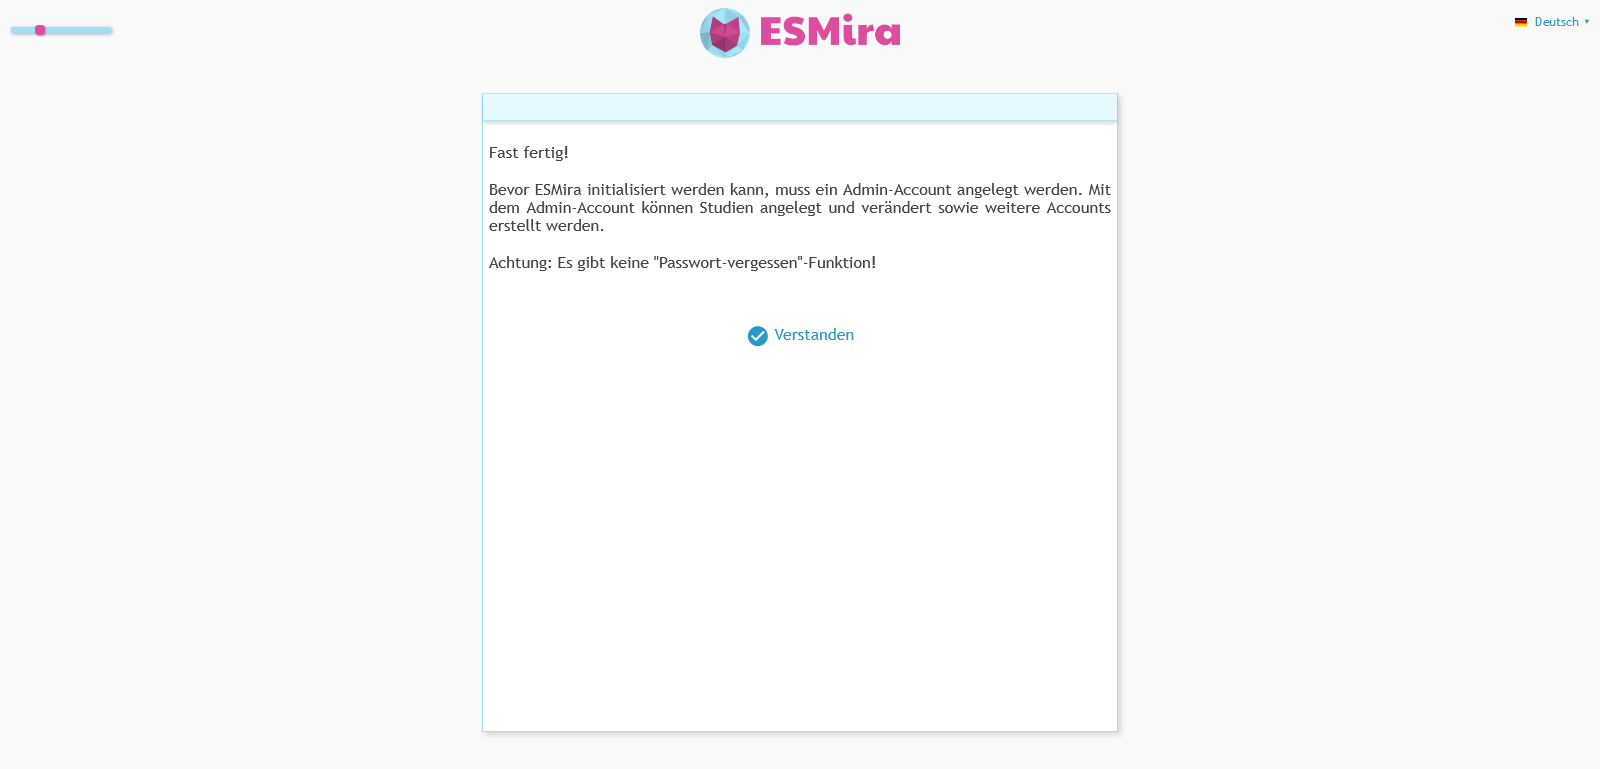 ESMira
Deutsch
Fast fertig!
Bevor ESMira initialisiert werden kann, muss ein Admin-Account angelegt werden. Mit
dem Admin-Account können Studien angelegt und verändert sowie weitere Accounts
erstellt werden.
Achtung: Es gibt keine "Passwort-vergessen"-Funktion!
Verstanden